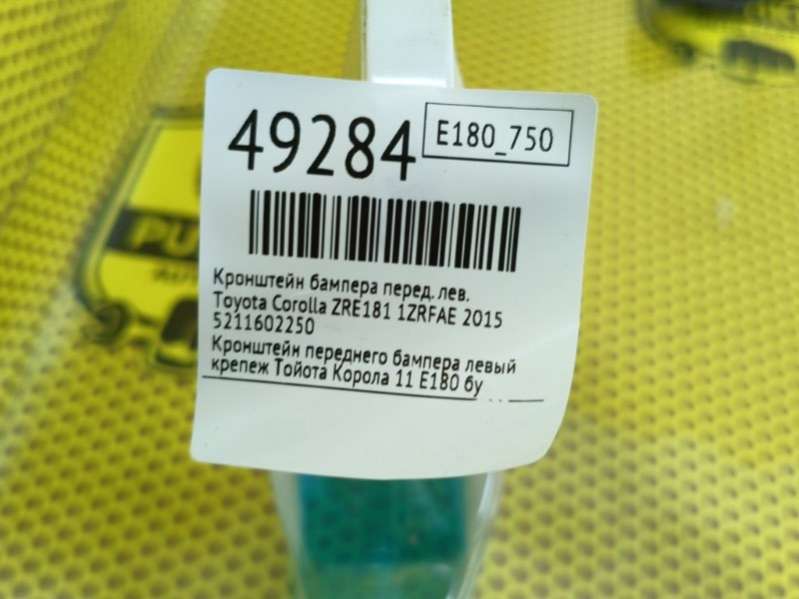 49284
E180_750
Кронштейн бампера перед. лев.
Toyota Corolla ZRE181 1ZRFAE 2015
5211602250
Кронштейн переднего бампера левый
крепеж Тойота Корола 11 Е180 бу